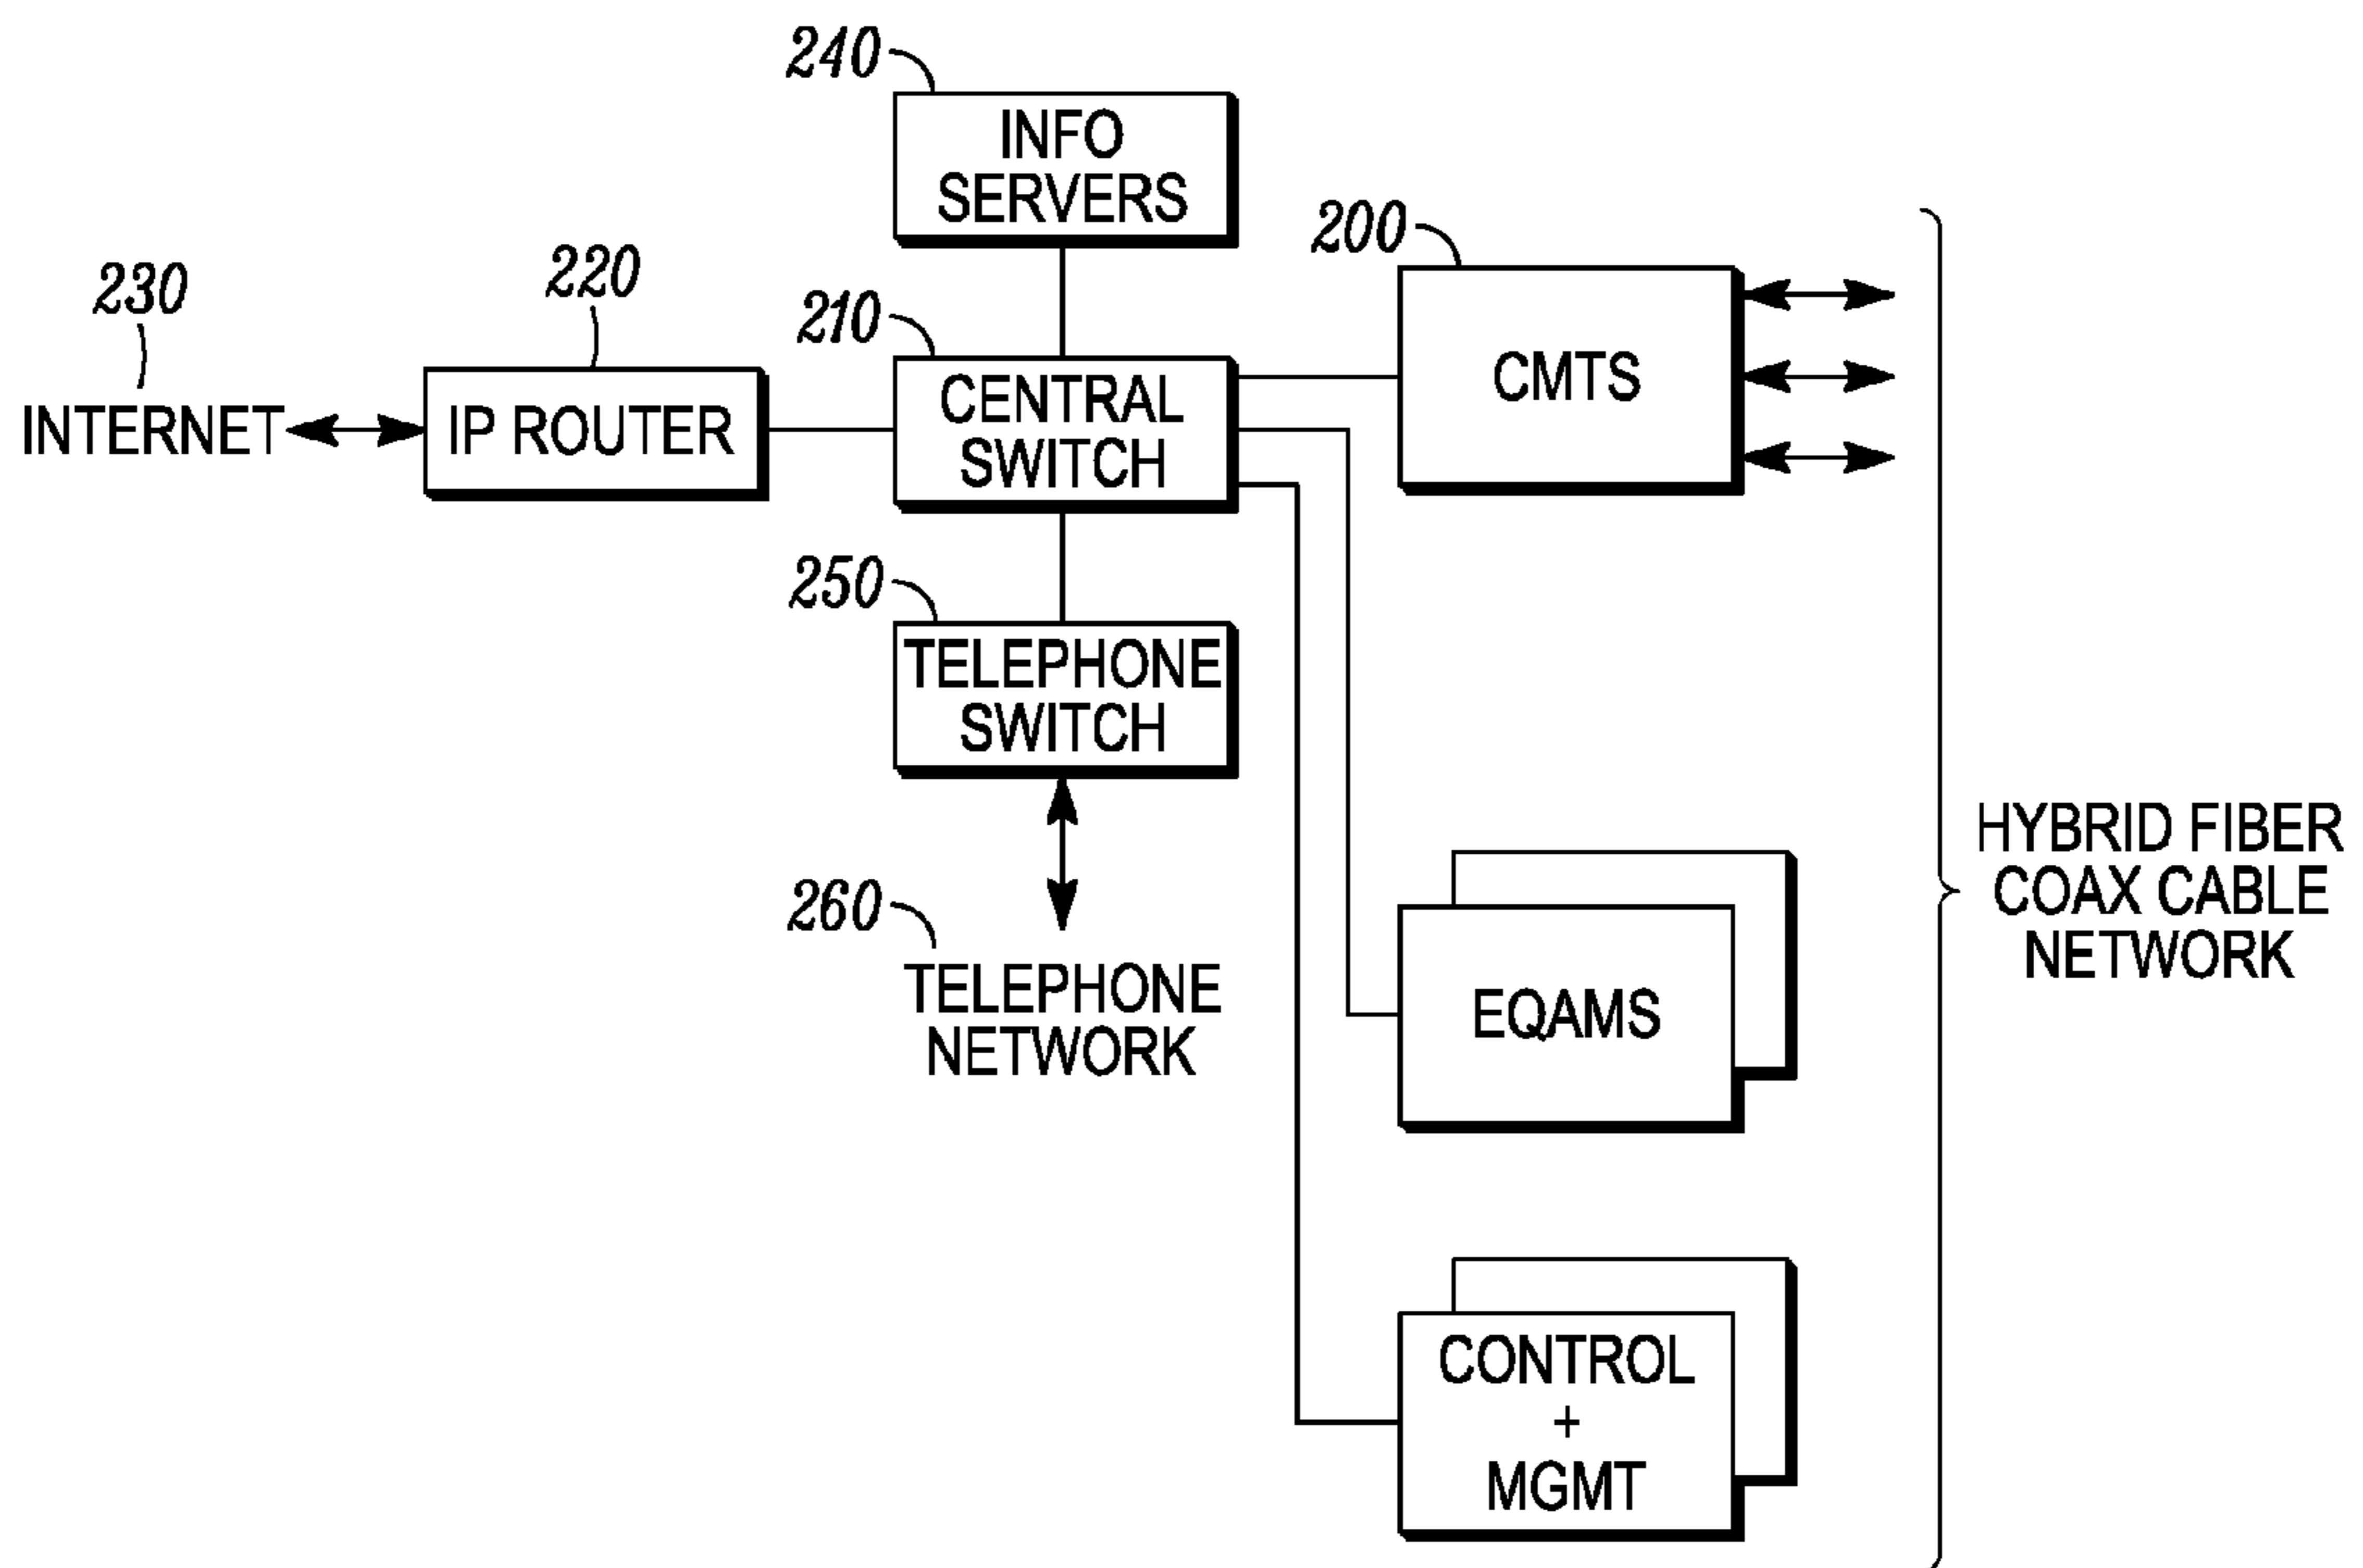 240
INFO
SERVERS
200
230
220
210
INTERNET
IP ROUTER
CENTRAL
SWITCH
CMTS
250
TELEPHONE
SWITCH
260
TELEPHONE
NETWORK
HYBRID FIBER
COAX CABLE
NETWORK
EQAMS
CONTROL
+
MGMT